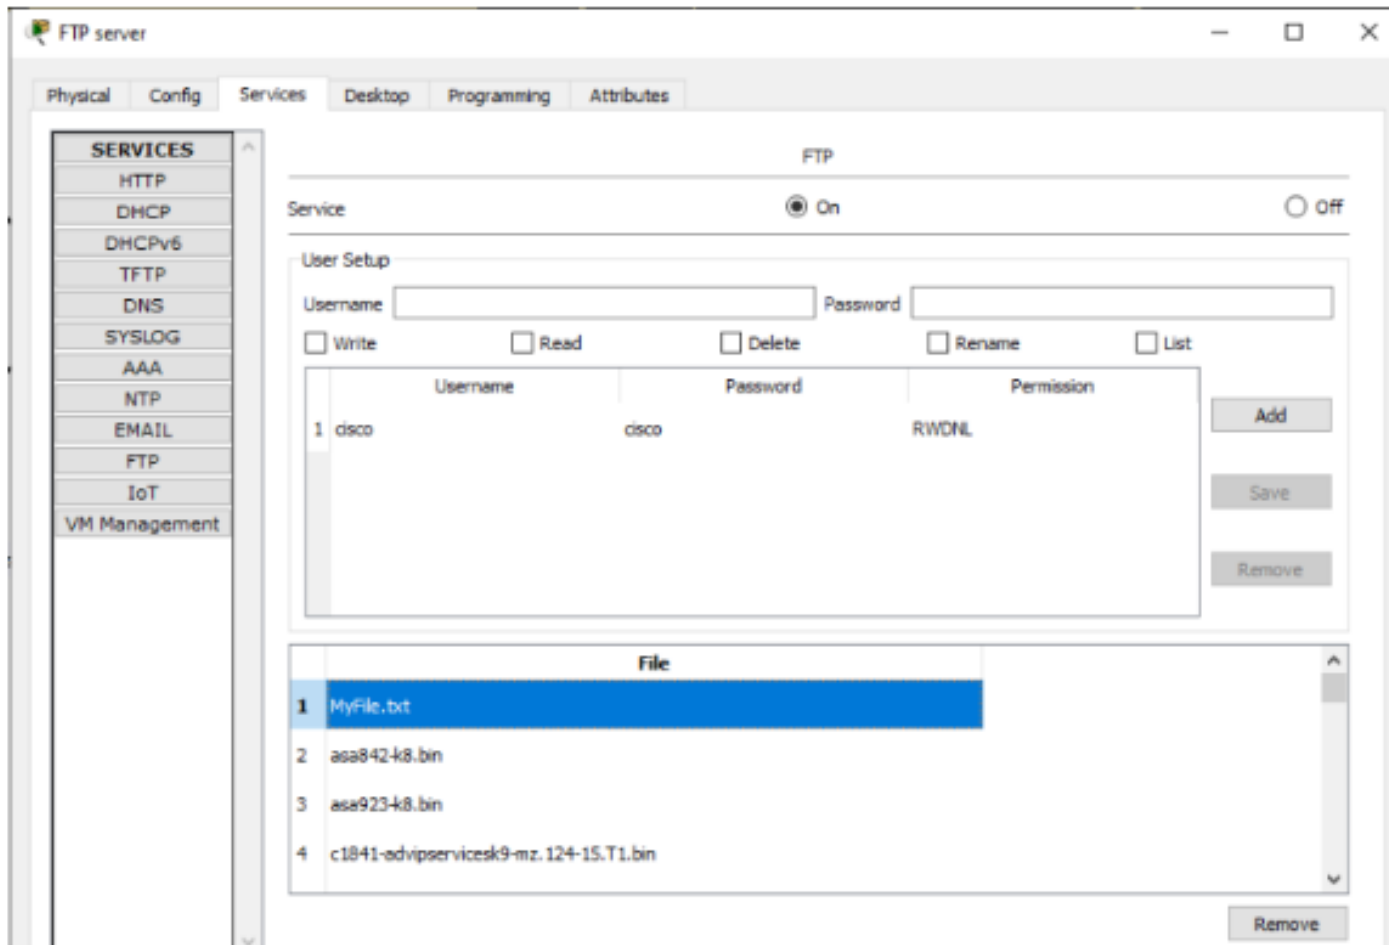 FTP server
Physical Config Services Desktop Programming Attributes
SERVICES
HTTP
DHCP
DHCPv6
TFTP
DNS
SYSLOG
AAA
NTP
EMAIL
FTP
IoT
VM Management
FTP
Service On Off
User Setup
Username Password
Write Read Delete Rename List
Username Password Permission
1 cisco cisco RWDNL
Add
Save
Remove
File
1 MyFile.txt
2 asa842-k8.bin
3 asa923-k8.bin
4 c1841-advipservicesk9-mz.124-15.T1.bin
Remove